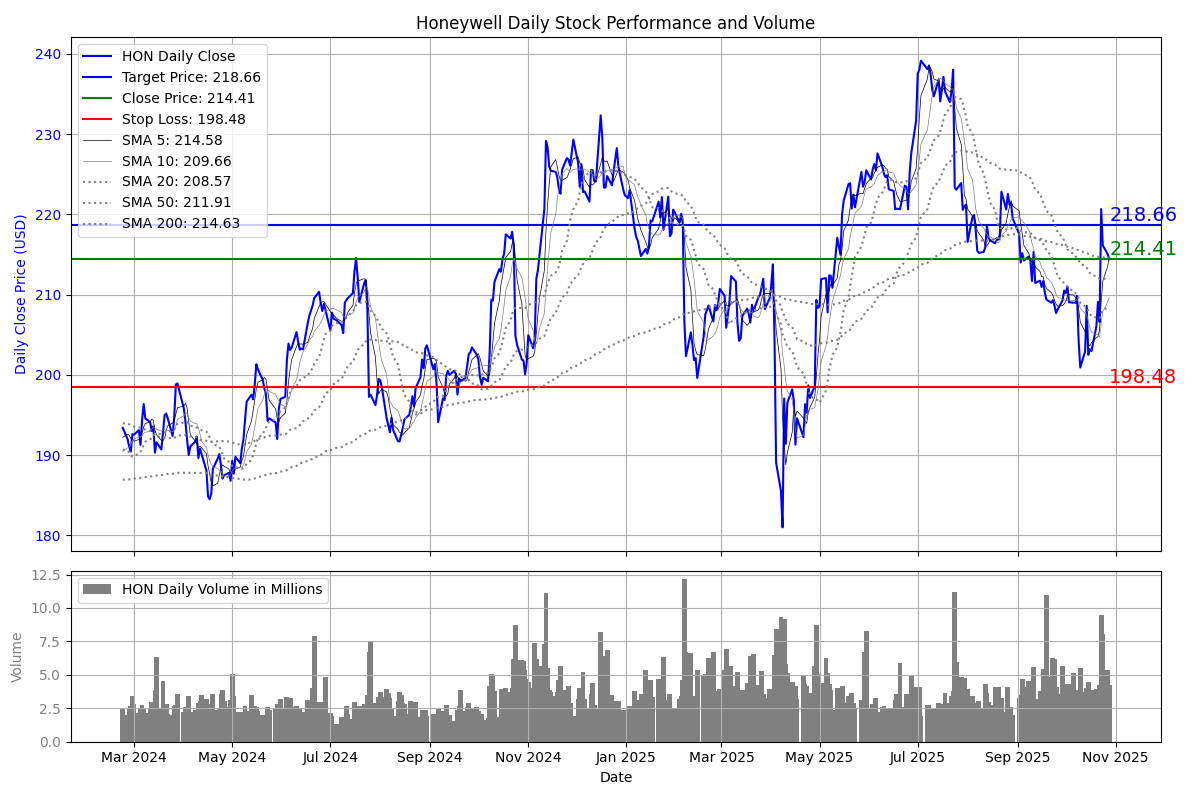 Honeywell Daily Stock Performance and Volume
HON Daily Close
Target Price: 218.66
Close Price: 214.41
Stop Loss: 198.48
SMA 5: 214.58
SMA 10: 209.66
SMA 20: 208.57
SMA 50: 211.91
SMA 200: 214.63
240
230
220
210
200
190
180
Daily Close Price (USD)
218.66
214.41
198.48
HON Daily Volume in Millions
12.5
10.0
7.5
5.0
2.5
0.0
Volume
Mar 2024 May 2024 Jul 2024 Sep 2024 Nov 2024 Jan 2025 Mar 2025 May 2025 Jul 2025 Sep 2025 Nov 2025
Date